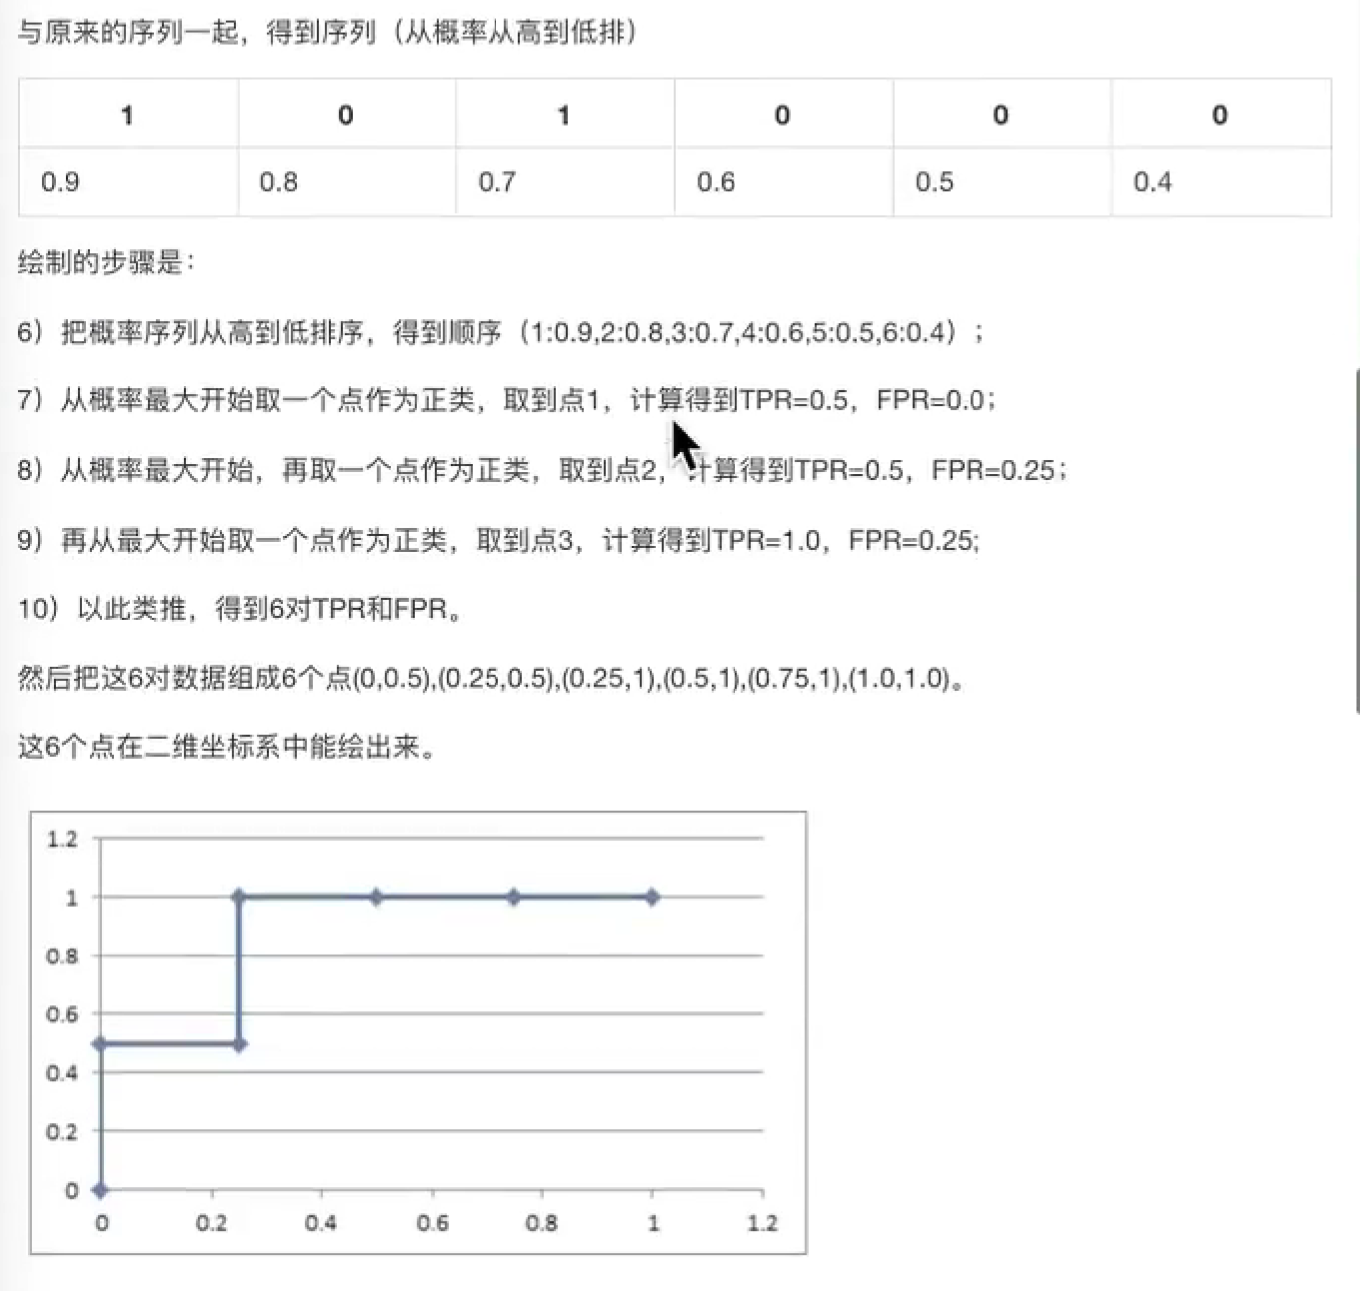 与原来的序列一起，得到序列（从概率从高到低排）
1 0 1 0 0 0
0.9 0.8 0.7 0.6 0.5 0.4
绘制的步骤是：
6）把概率序列从高到低排序，得到顺序（1:0.9,2:0.8,3:0.7,4:0.6,5:0.5,6:0.4）；
7）从概率最大开始取一个点作为正类，取到点1，计算得到TPR=0.5，FPR=0.0；
8）从概率最大开始，再取一个点作为正类，取到点2，计算得到TPR=0.5，FPR=0.25；
9）再从最大开始取一个点作为正类，取到点3，计算得到TPR=1.0，FPR=0.25;
10）以此类推，得到6对TPR和FPR。
然后把这6对数据组成6个点(0,0.5),(0.25,0.5),(0.25,1),(0.5,1),(0.75,1),(1.0,1.0)。
这6个点在二维坐标系中能绘出来。
1.2
1
0.8
0.6
0.4
0.2
0
0 0.2 0.4 0.6 0.8 1 1.2